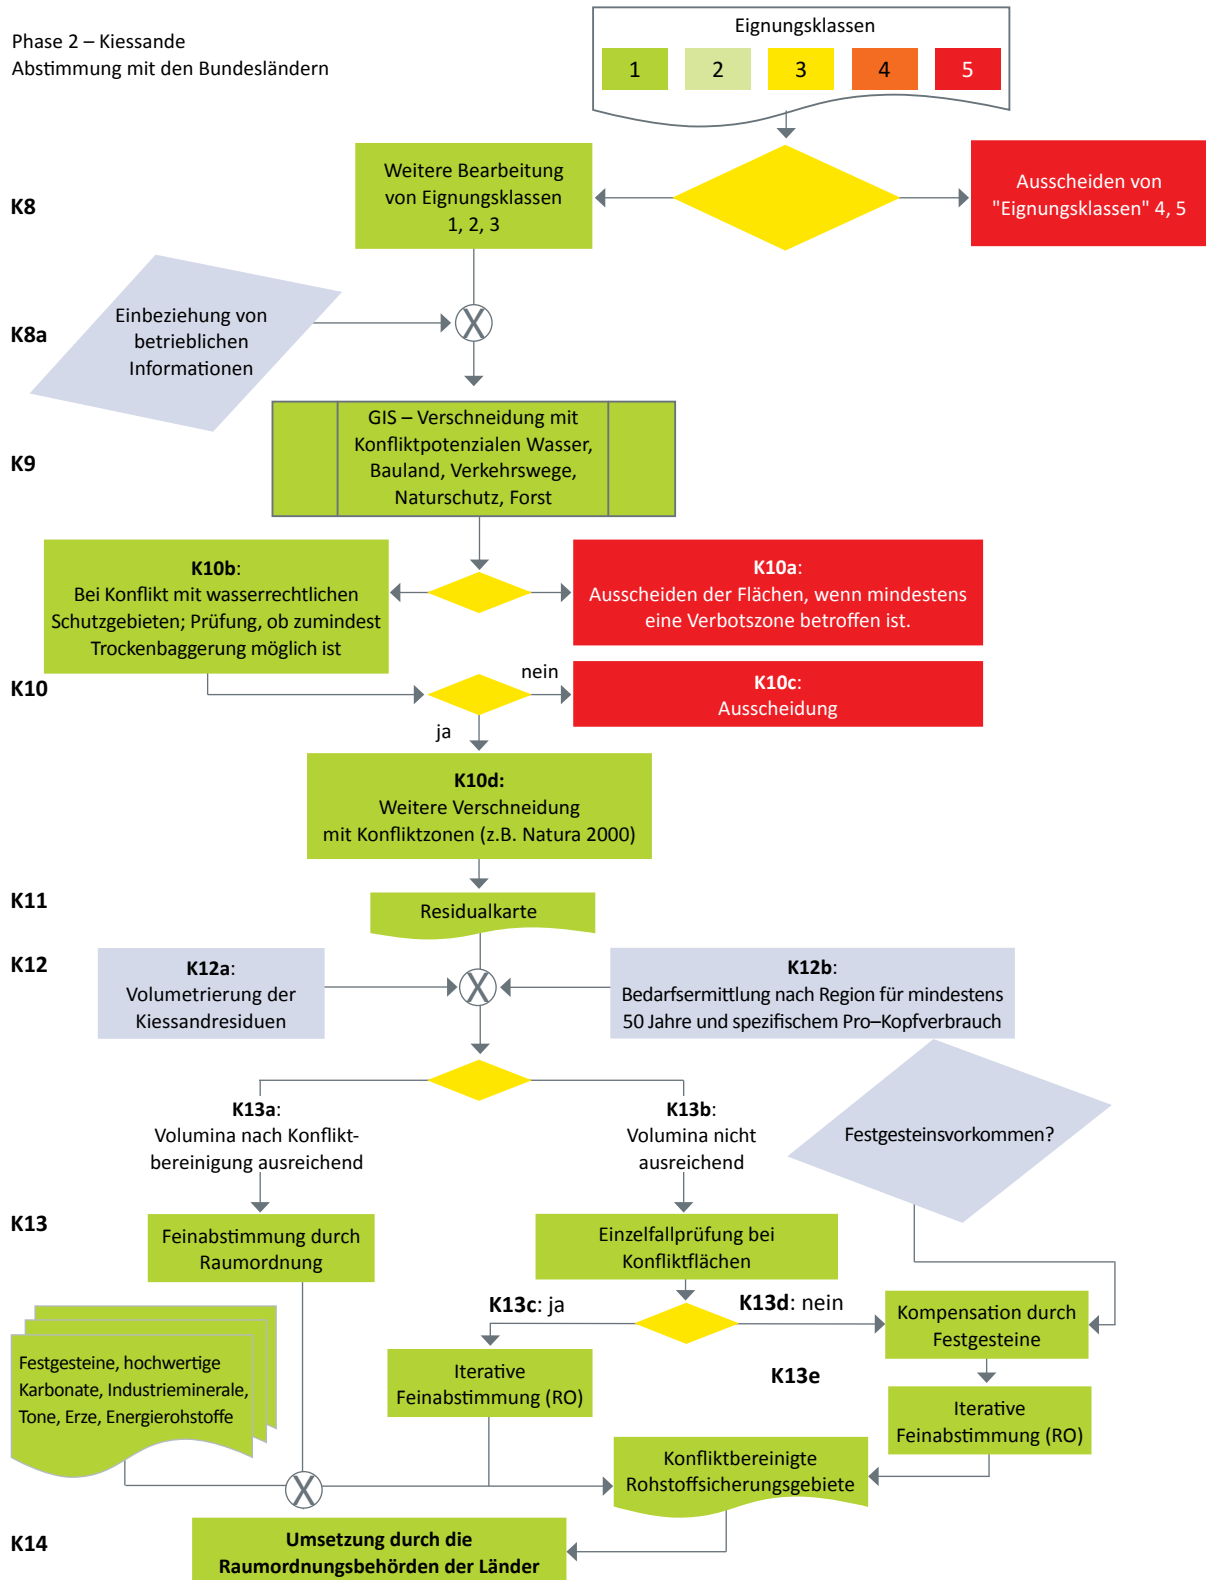 Phase 2 – Kiessande
Abstimmung mit den Bundesländern
Eignungsklassen
1 2 3 4 5
K8
Weitere Bearbeitung
von Eignungsklassen
1, 2, 3
Ausscheiden von
"Eignungsklassen" 4, 5
K8a
Einbeziehung von
betrieblichen
Informationen
X
K9
GIS – Verschneidung mit
Konfliktpotenzialen Wasser,
Bauland, Verkehrswege,
Naturschutz, Forst
K10b:
Bei Konflikt mit wasserrechtlichen
Schutzgebieten; Prüfung, ob zumindest
Trockenbaggerung möglich ist
K10a:
Ausscheiden der Flächen, wenn mindestens
eine Verbotszone betroffen ist.
K10
nein
K10c:
Ausscheidung
ja
K10d:
Weitere Verschneidung
mit Konfliktzonen (z.B. Natura 2000)
K11
Residualkarte
K12
K12a:
Volumetrierung der
Kiessandresiduen
X
K12b:
Bedarfsermittlung nach Region für mindestens
50 Jahre und spezifischem Pro–Kopfverbrauch
K13a:
Volumina nach Konflikt-
bereinigung ausreichend
K13b:
Volumina nicht
ausreichend
Festgesteinsvorkommen?
K13
Feinabstimmung durch
Raumordnung
Einzelfallprüfung bei
Konfliktflächen
K13c: ja
K13d: nein
Kompensation durch
Festgesteine
Festgesteine, hochwertige
Karbonate, Industrieminerale,
Tone, Erze, Energierohstoffe
Iterative
Feinabstimmung (RO)
K13e
Iterative
Feinabstimmung (RO)
X
Konfliktbereinigte
Rohstoffsicherungsgebiete
K14
Umsetzung durch die
Raumordnungsbehörden der Länder